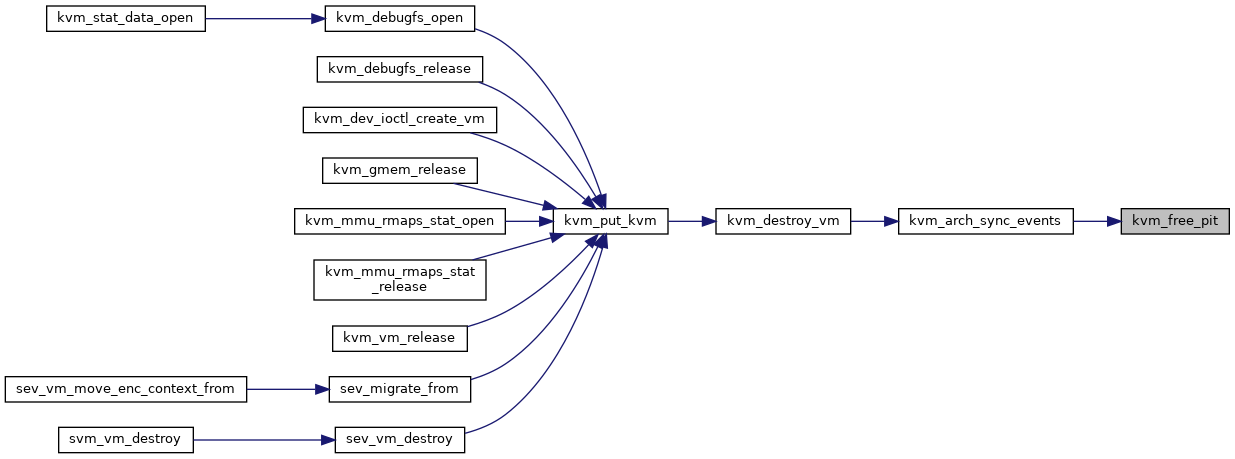 kvm_stat_data_open
kvm_debugfs_open
kvm_debugfs_release
kvm_dev_ioctl_create_vm
kvm_gmem_release
kvm_mmu_rmaps_stat_open
kvm_put_kvm
kvm_destroy_vm
kvm_arch_sync_events
kvm_free_pit
kvm_mmu_rmaps_stat
_release
kvm_vm_release
sev_vm_move_enc_context_from
sev_migrate_from
svm_vm_destroy
sev_vm_destroy